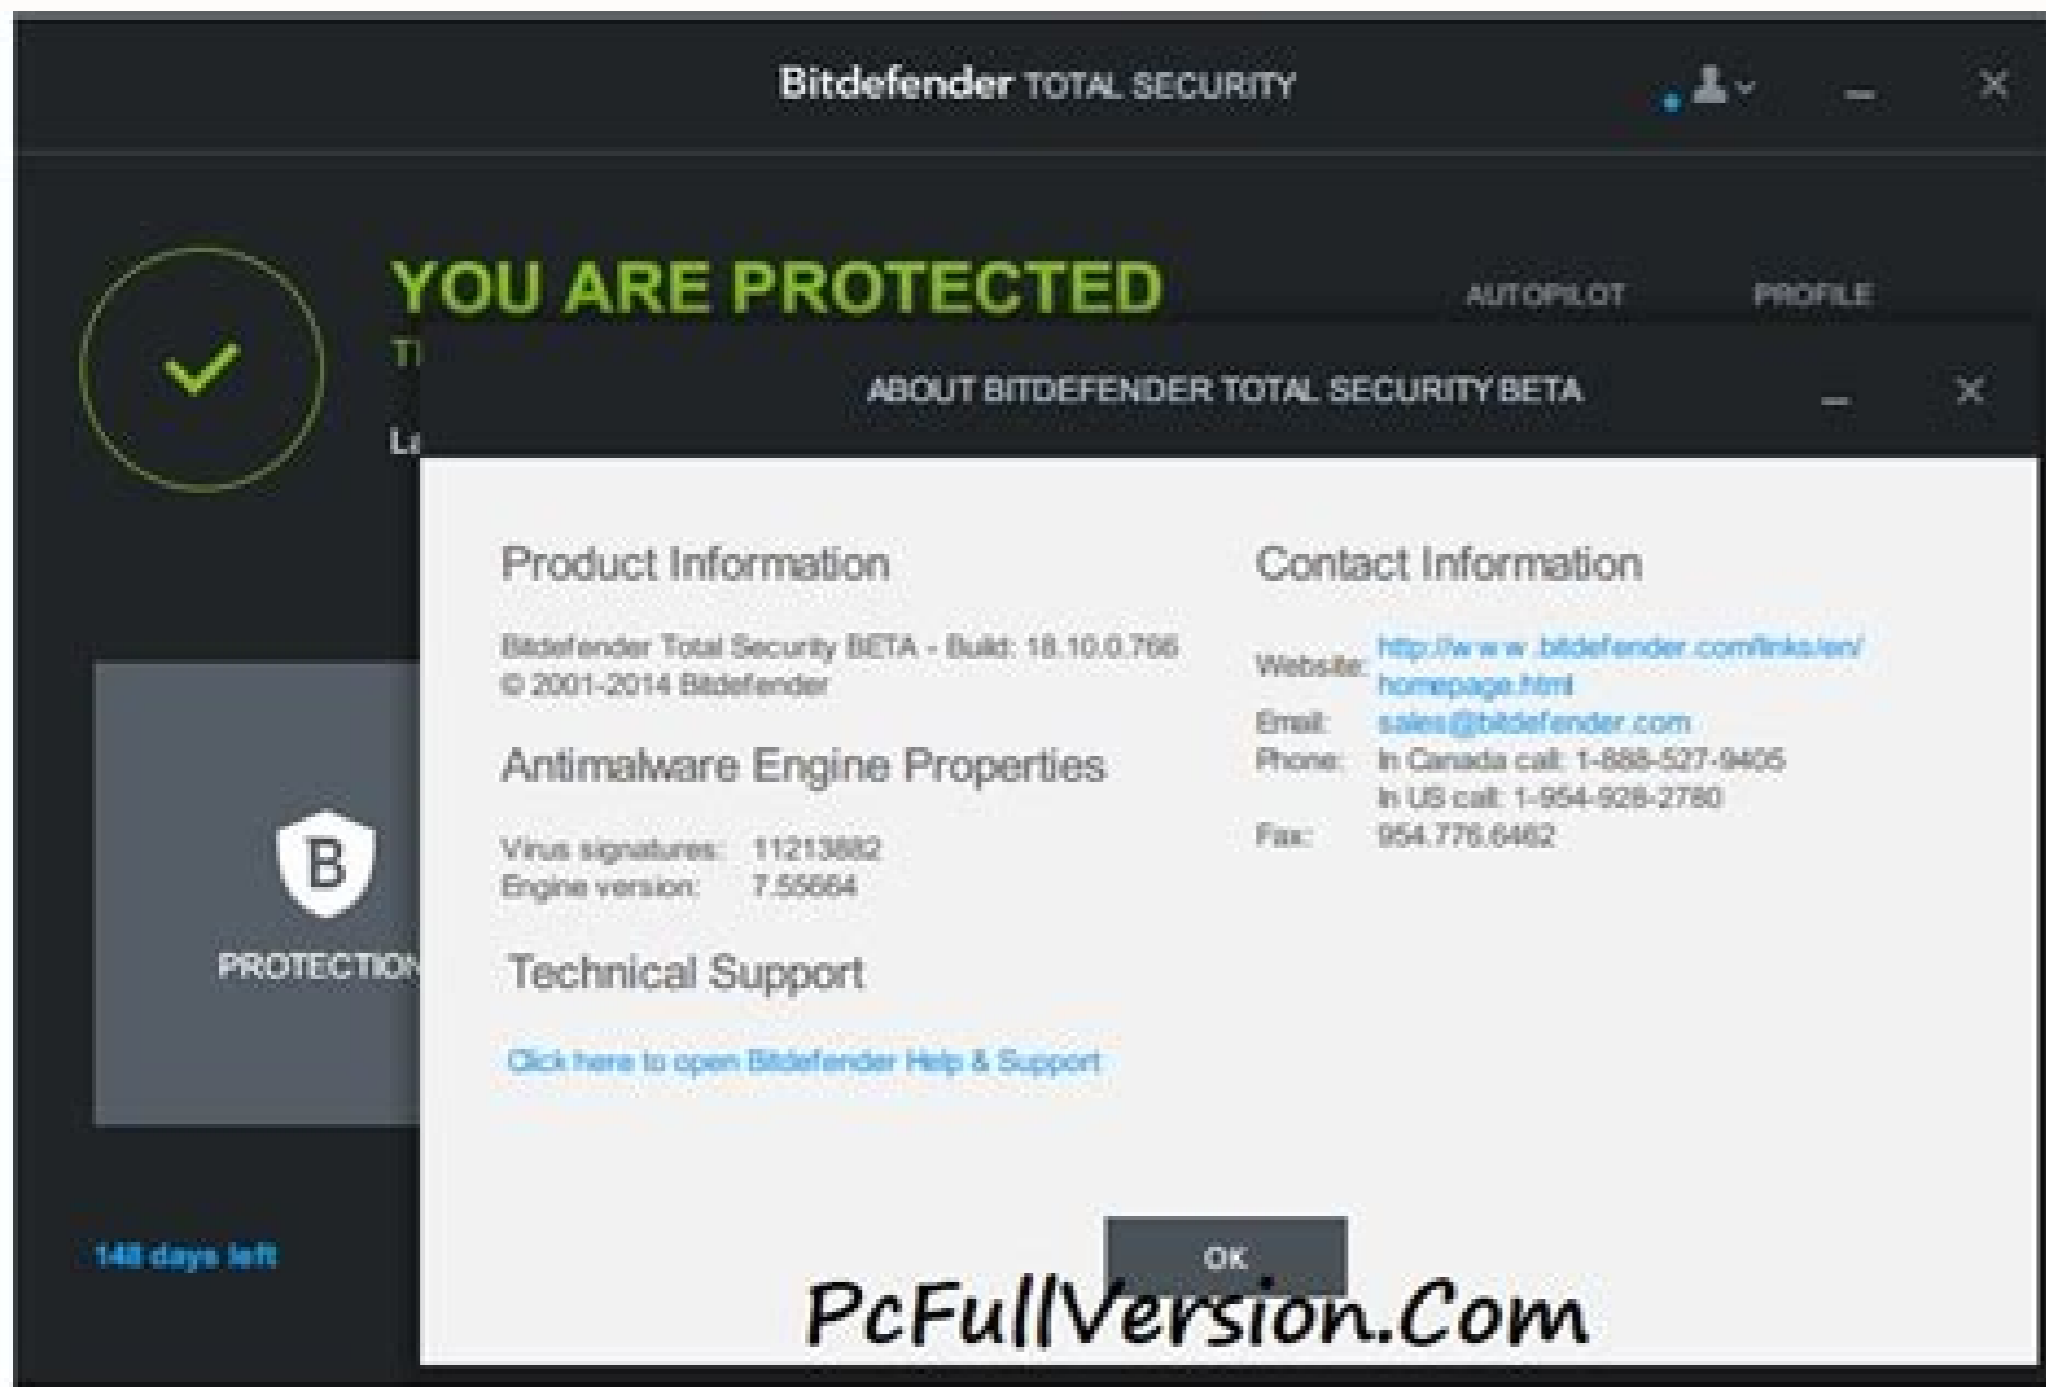 Bitdefender TOTAL SECURITY
YOU ARE PROTECTED
AUTOPILOT PROFILE
ABOUT BITDEFENDER TOTAL SECURITY BETA
La
Product Information
Bitdefender Total Security BETA - Build: 18.10.0.766
© 2001-2014 Bitdefender
Antimalware Engine Properties
Virus signatures: 11213882
Engine version: 7.55664
Technical Support
Click here to open Bitdefender Help & Support
Contact Information
Website: http://www.bitdefender.com/links/en/
homepage.html
Email: sales@bitdefender.com
Phone: In Canada call: 1-888-527-9405
In US call: 1-954-928-2780
Fax: 954.776.6462
B
PROTECTION
148 days left
OK
PcFullVersion.Com